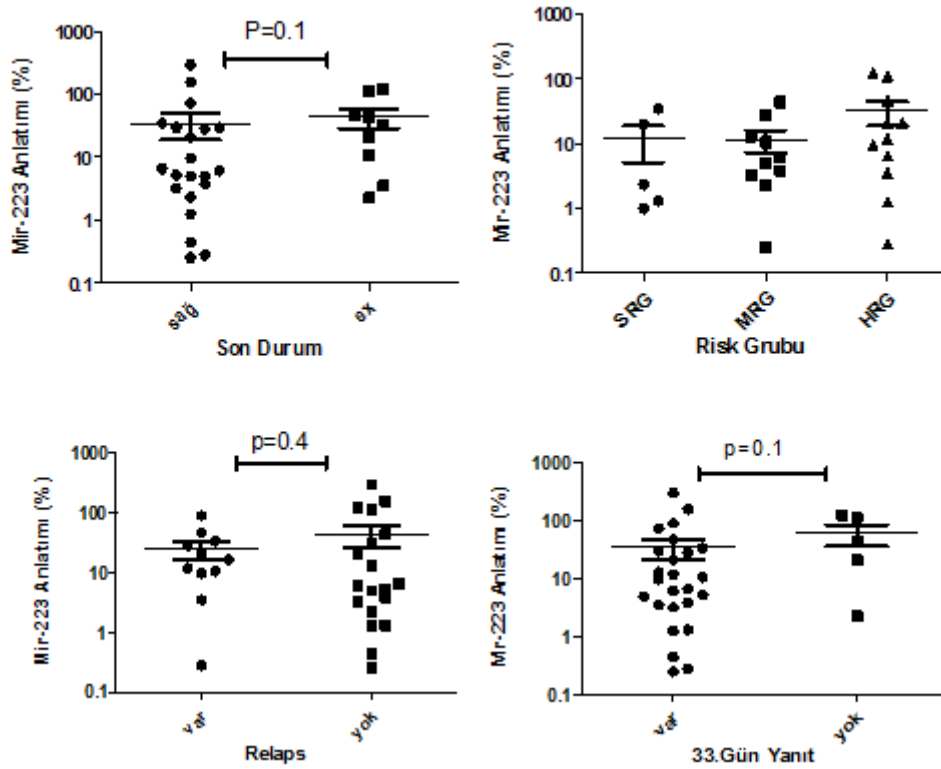 P=0.1
Mir-223 Anlatımı (%)
1000
100
10
1
0.1
sağ
ex
Son Durum
Mir-223 Anlatımı (%)
1000
100
10
1
0.1
SRG
MRG
HRG
Risk Grubu
p=0.4
Mir-223 Anlatımı (%)
1000
100
10
1
0.1
var
yok
Relaps
p=0.1
Mr-223 Anlatımı (%)
1000
100
10
1
0.1
var
yok
33.Gün Yanıt